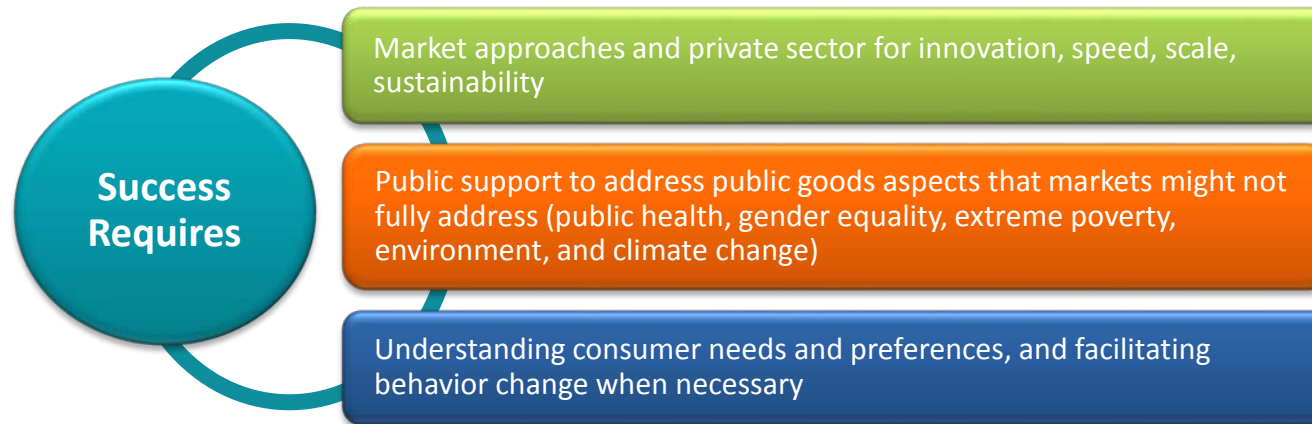 Success
Requires
Market approaches and private sector for innovation, speed, scale,
sustainability
Public support to address public goods aspects that markets might not
fully address (public health, gender equality, extreme poverty,
environment, and climate change)
Understanding consumer needs and preferences, and facilitating
behavior change when necessary